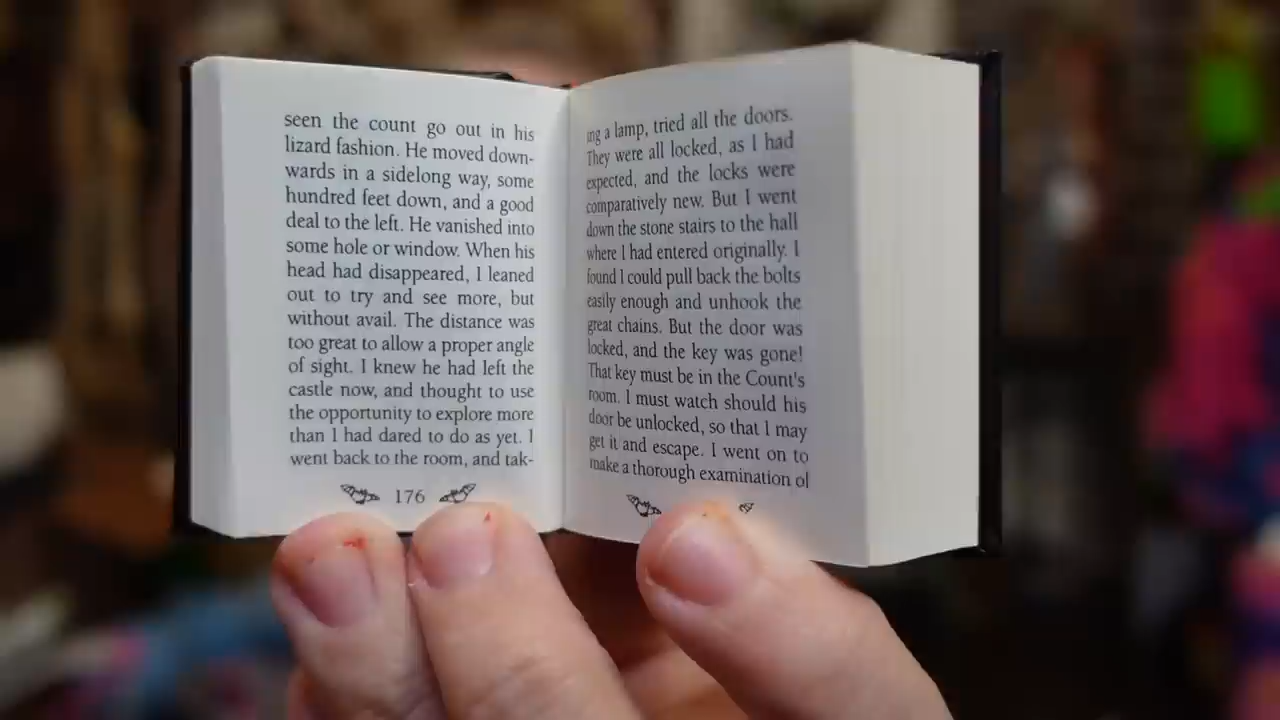 seen the count go out in his
lizard fashion. He moved down-
wards in a sidelong way, some
hundred feet down, and a good
deal to the left. He vanished into
some hole or window. When his
head had disappeared, I leaned
out to try and see more, but
without avail. The distance was
too great to allow a proper angle
of sight. I knew he had left the
castle now, and thought to use
the opportunity to explore more
than I had dared to do as yet. I
went back to the room, and tak-
176
ing a lamp, tried all the doors.
They were all locked, as I had
expected, and the locks were
comparatively new. But I went
down the stone stairs to the hall
where I had entered originally. I
found I could pull back the bolts
easily enough and unhook the
great chains. But the door was
locked, and the key was gone!
That key must be in the Count's
room. I must watch should his
door be unlocked, so that I may
get it and escape. I went on to
make a thorough examination of